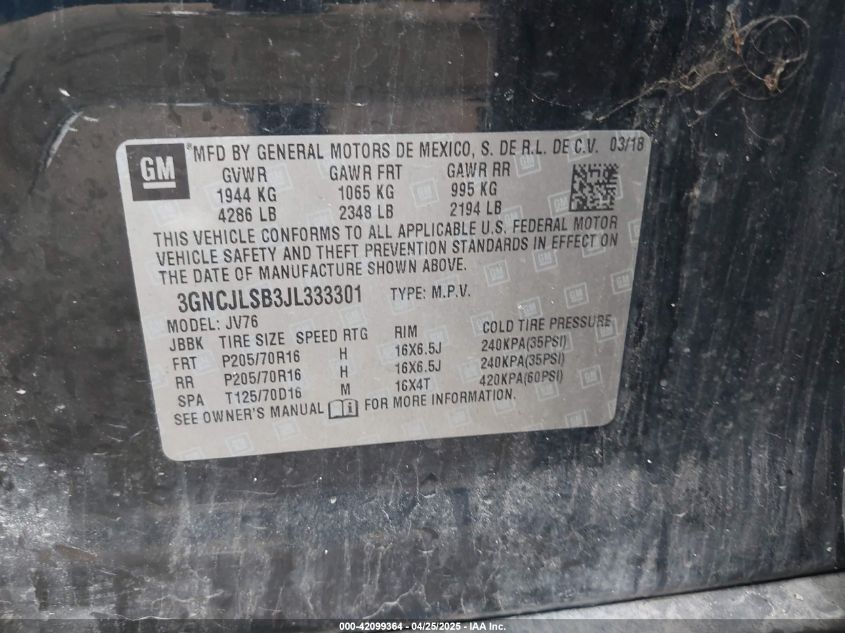 GM ® MFD BY GENERAL MOTORS DE MEXICO, S. DE R.L. DE C.V. 03/18
GVWR GAWR FRT GAWR RR
1944 KG 1065 KG 995 KG
4286 LB 2348 LB 2194 LB
THIS VEHICLE CONFORMS TO ALL APPLICABLE U.S. FEDERAL MOTOR
VEHICLE SAFETY AND THEFT PREVENTION STANDARDS IN EFFECT ON
THE DATE OF MANUFACTURE SHOWN ABOVE.
3GNCJLSB3JL333301 TYPE: M.P.V.
MODEL: JV76
JBBK TIRE SIZE SPEED RTG RIM COLD TIRE PRESSURE
FRT P205/70R16 H 16X6.5J 240KPA(35PSI)
RR P205/70R16 H 16X6.5J 240KPA(35PSI)
SPA T125/70D16 M 16X4T 420KPA(60PSI)
SEE OWNER'S MANUAL i FOR MORE INFORMATION.
000-42099364 - 04/25/2025 - IAA Inc.